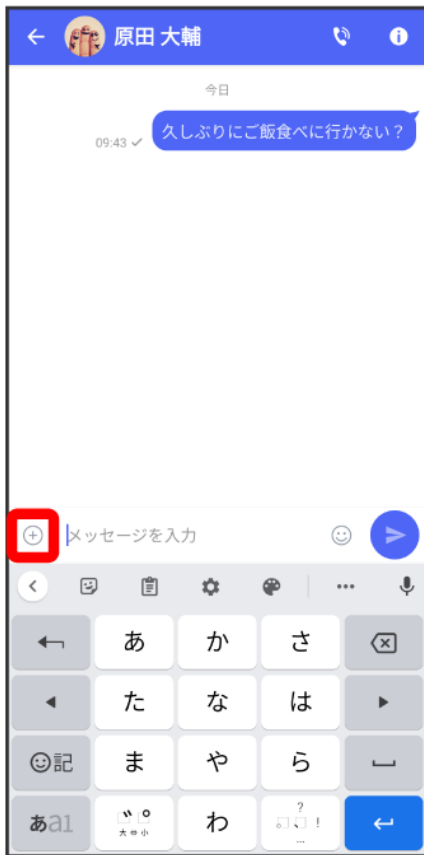 原田 大輔
今日
久しぶりにご飯食べに行かない？
09:43
メッセージを入力
あ か さ
た な は
☺記 ま や ら
あa1 大⇔小 わ 。、?!…